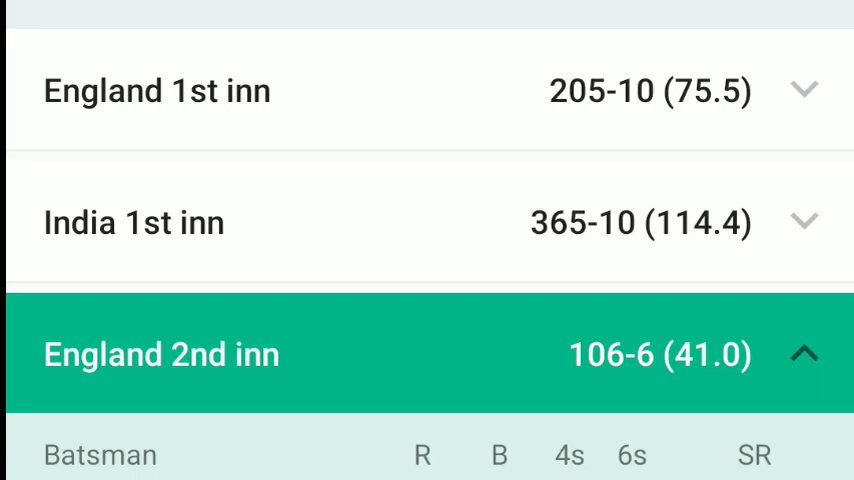 England 1st inn 205-10 (75.5)
India 1st inn 365-10 (114.4)
England 2nd inn 106-6 (41.0)
Batsman R B 4s 6s SR